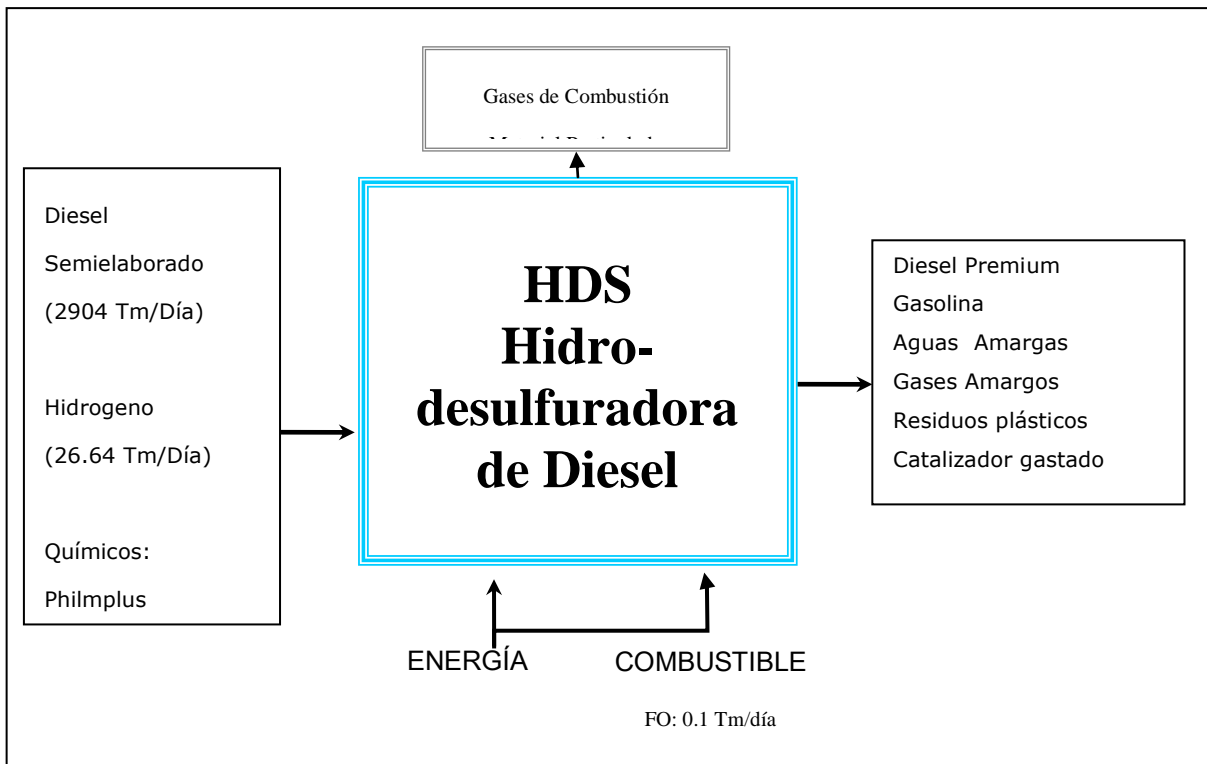 Gases de Combustión
Diesel
Semielaborado
(2904 Tm/Día)
Hidrogeno
(26.64 Tm/Día)
Químicos:
Philmplus
HDS
Hidro-
desulfuradora
de Diesel
Diesel Premium
Gasolina
Aguas Amargas
Gases Amargos
Residuos plásticos
Catalizador gastado
ENERGÍA
COMBUSTIBLE
FO: 0.1 Tm/día